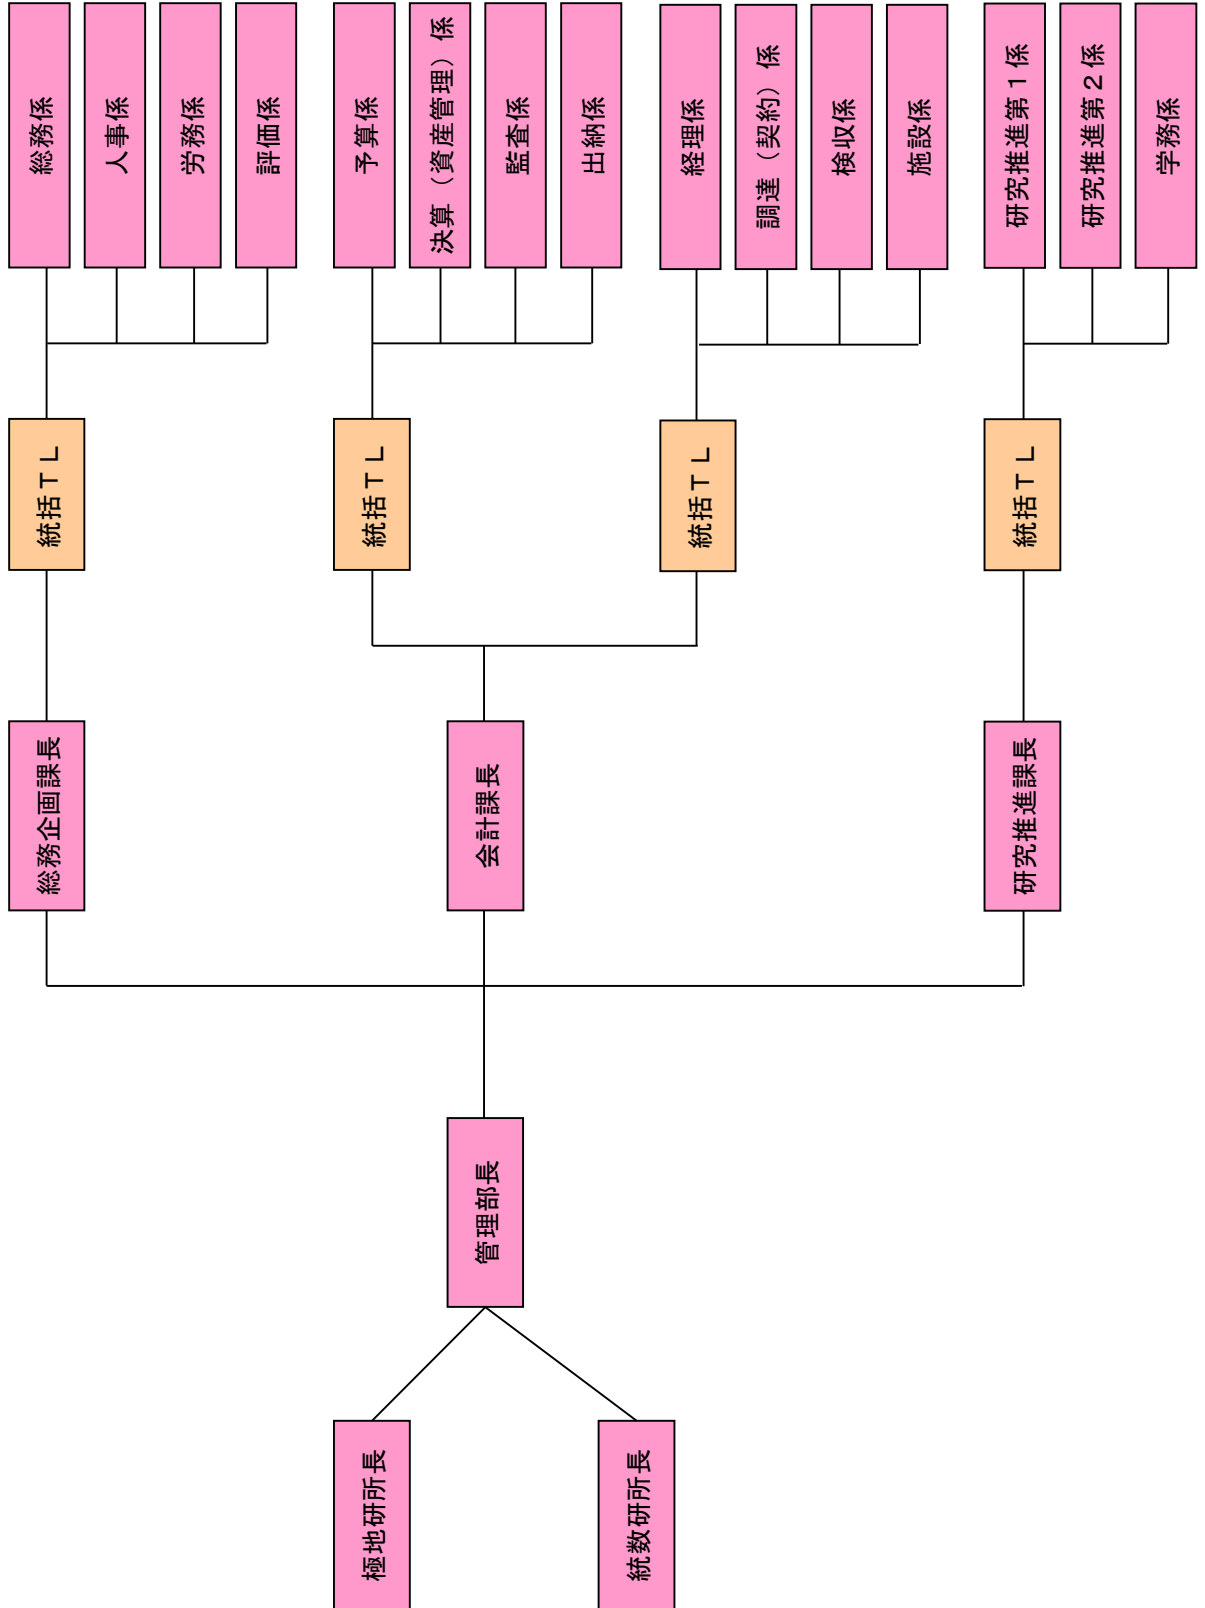 極地研所長
統数研所長
管理部長
総務企画課長
会計課長
研究推進課長
統括ＴＬ
統括ＴＬ
統括ＴＬ
統括ＴＬ
総務係
人事係
労務係
評価係
予算係
決算（資産管理）係
監査係
出納係
経理係
調達（契約）係
検収係
施設係
研究推進第１係
研究推進第２係
学務係